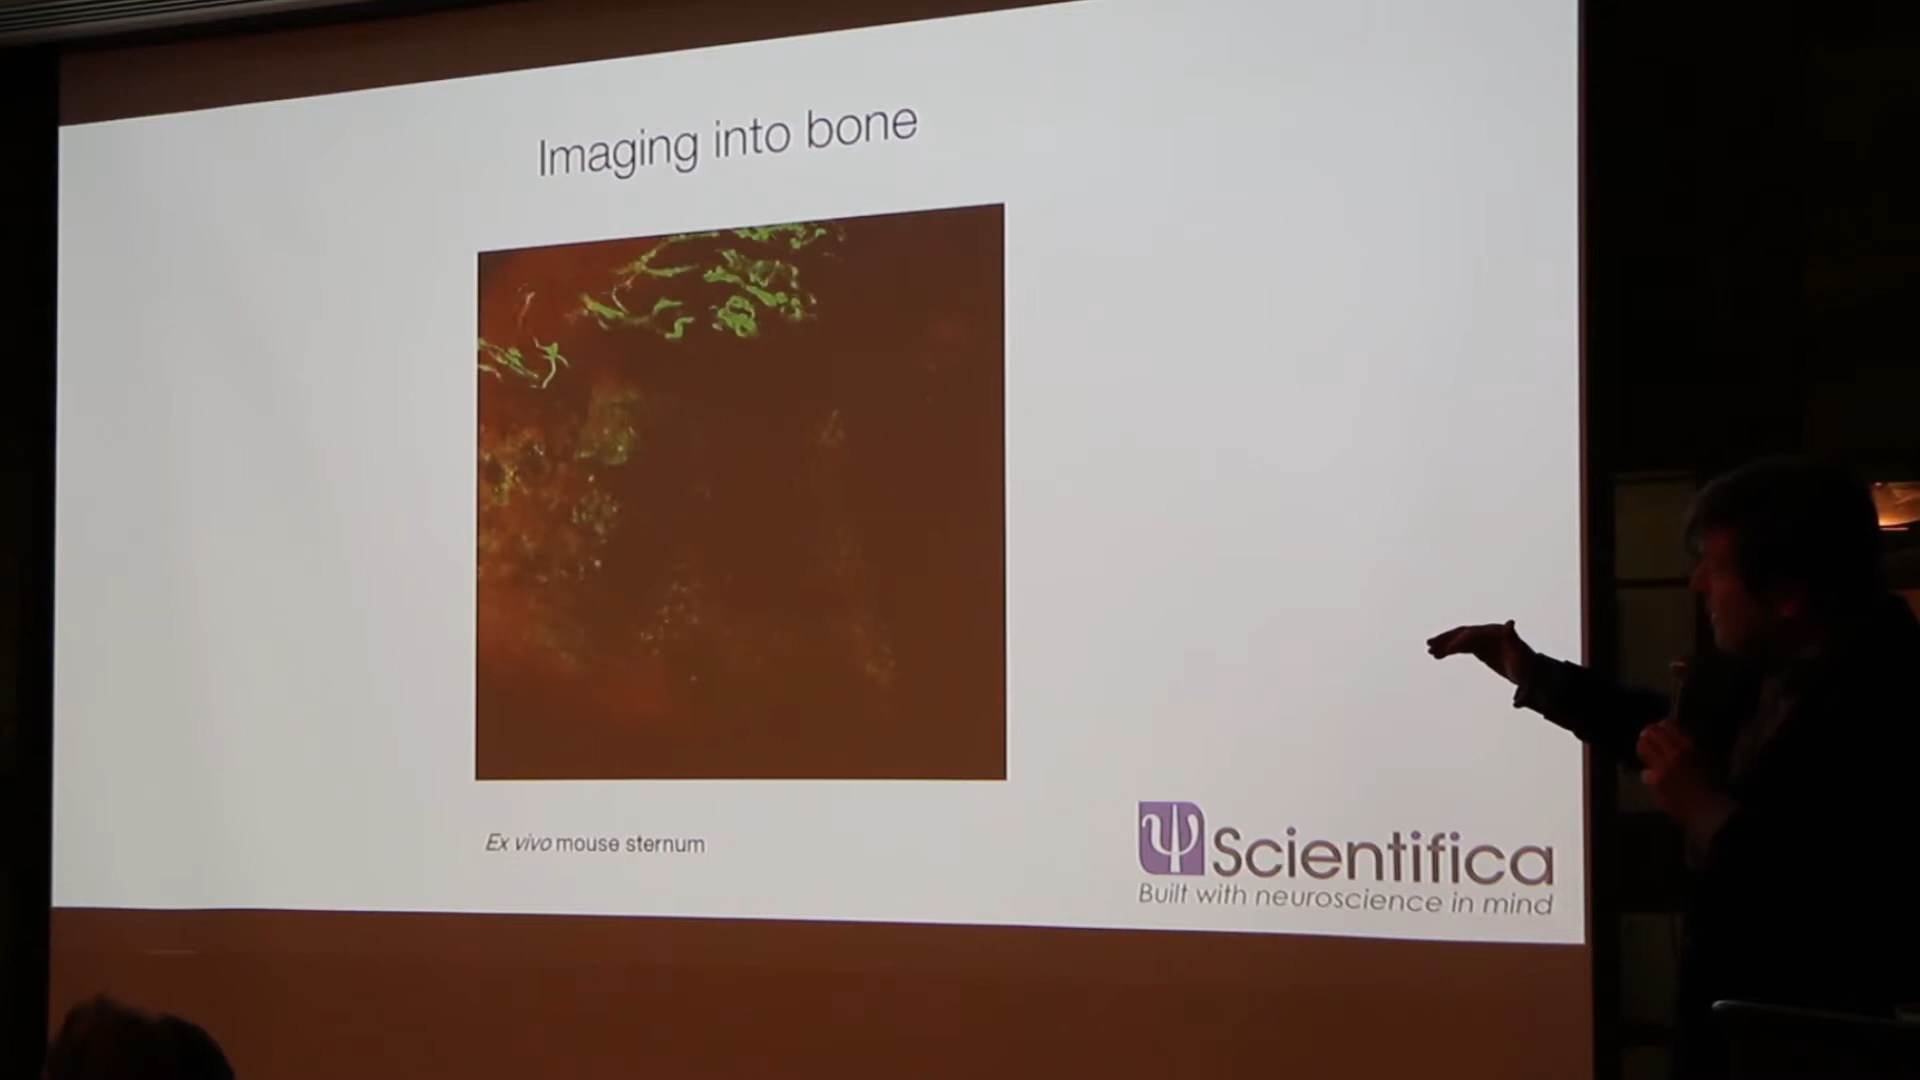 Imaging into bone
Ex vivo mouse sternum
Scientifica
Built with neuroscience in mind